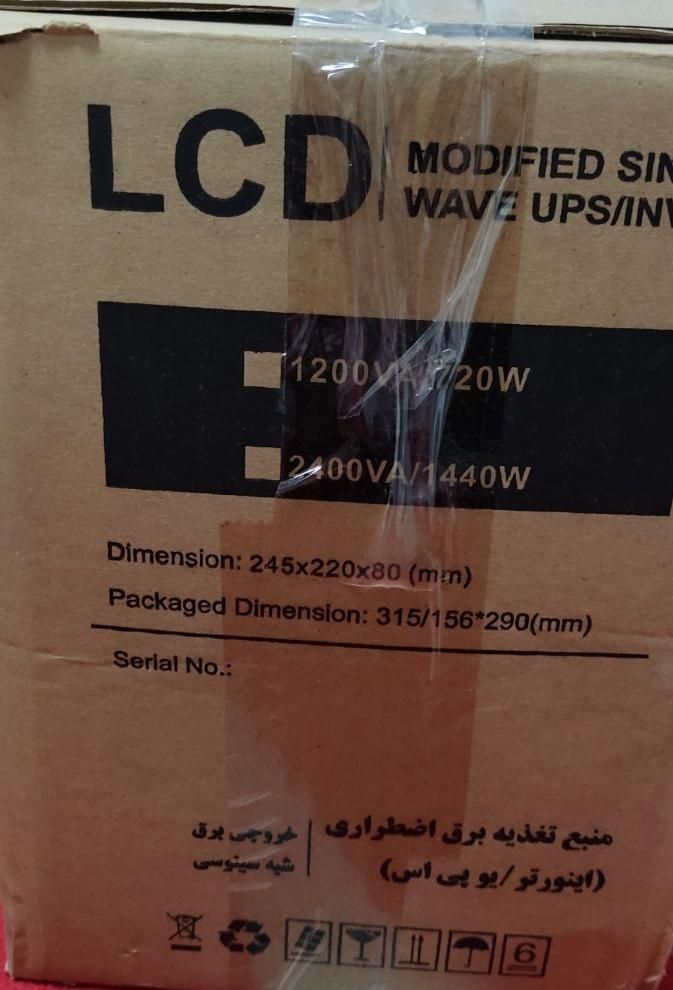 LCD
MODIFIED SIN
WAVE UPS/INV
1200VA/720W
2400VA/1440W
Dimension: 245x220x80 (mm)
Packaged Dimension: 315/156*290(mm)
Serial No.:
منبع تغذیه برق اضطراری | خروجی برق
(اینورتر/یو پی اس) | شبه سینوسی
6